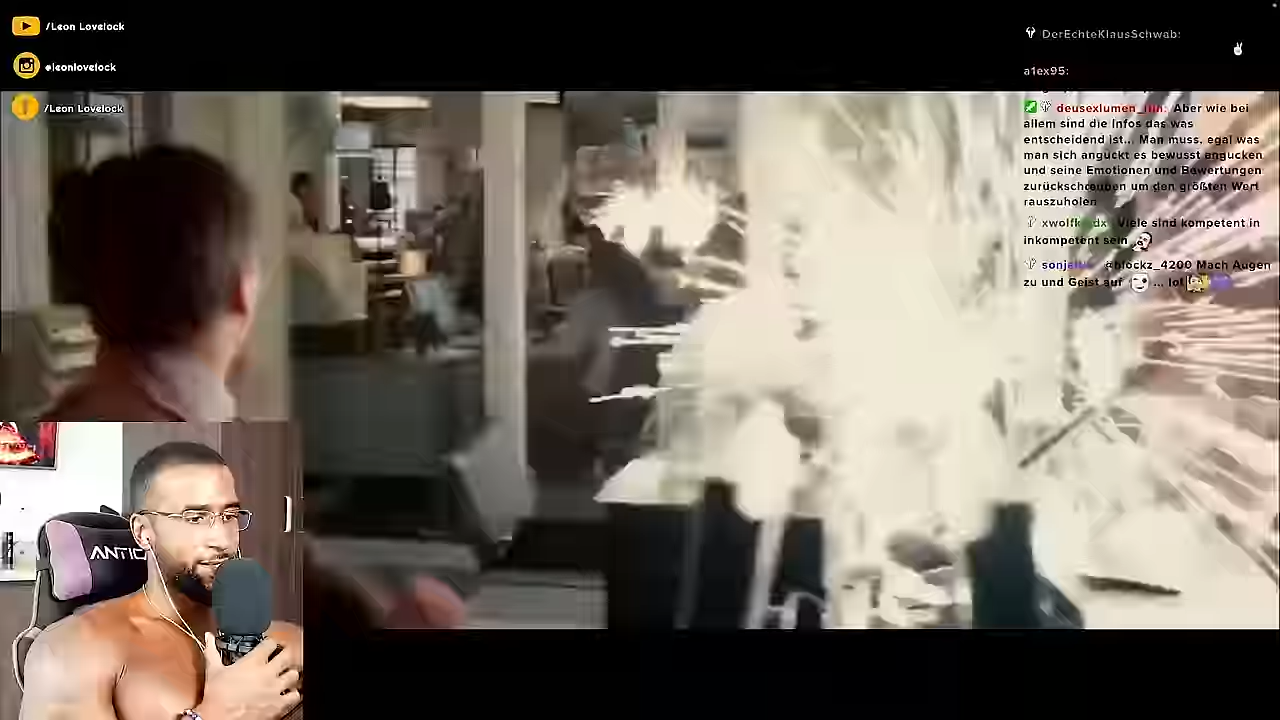 /Leon Lovelock
@leonlovelock
/Leon Lovelock
DerEchteKlausSchwab:
a1ex95:
Aber wie bei
allem sind die Infos das was
entscheidend ist... Man muss. egal was
man sich anguckt es bewusst angucken
und seine Emotionen und Bewertungen
zurückschrauben um den größten Wert
rauszuholen
Viele sind kompetent in
inkompetent sein
@blockz_4200 Mach Augen
zu und Geist auf ... lol
ANTIC